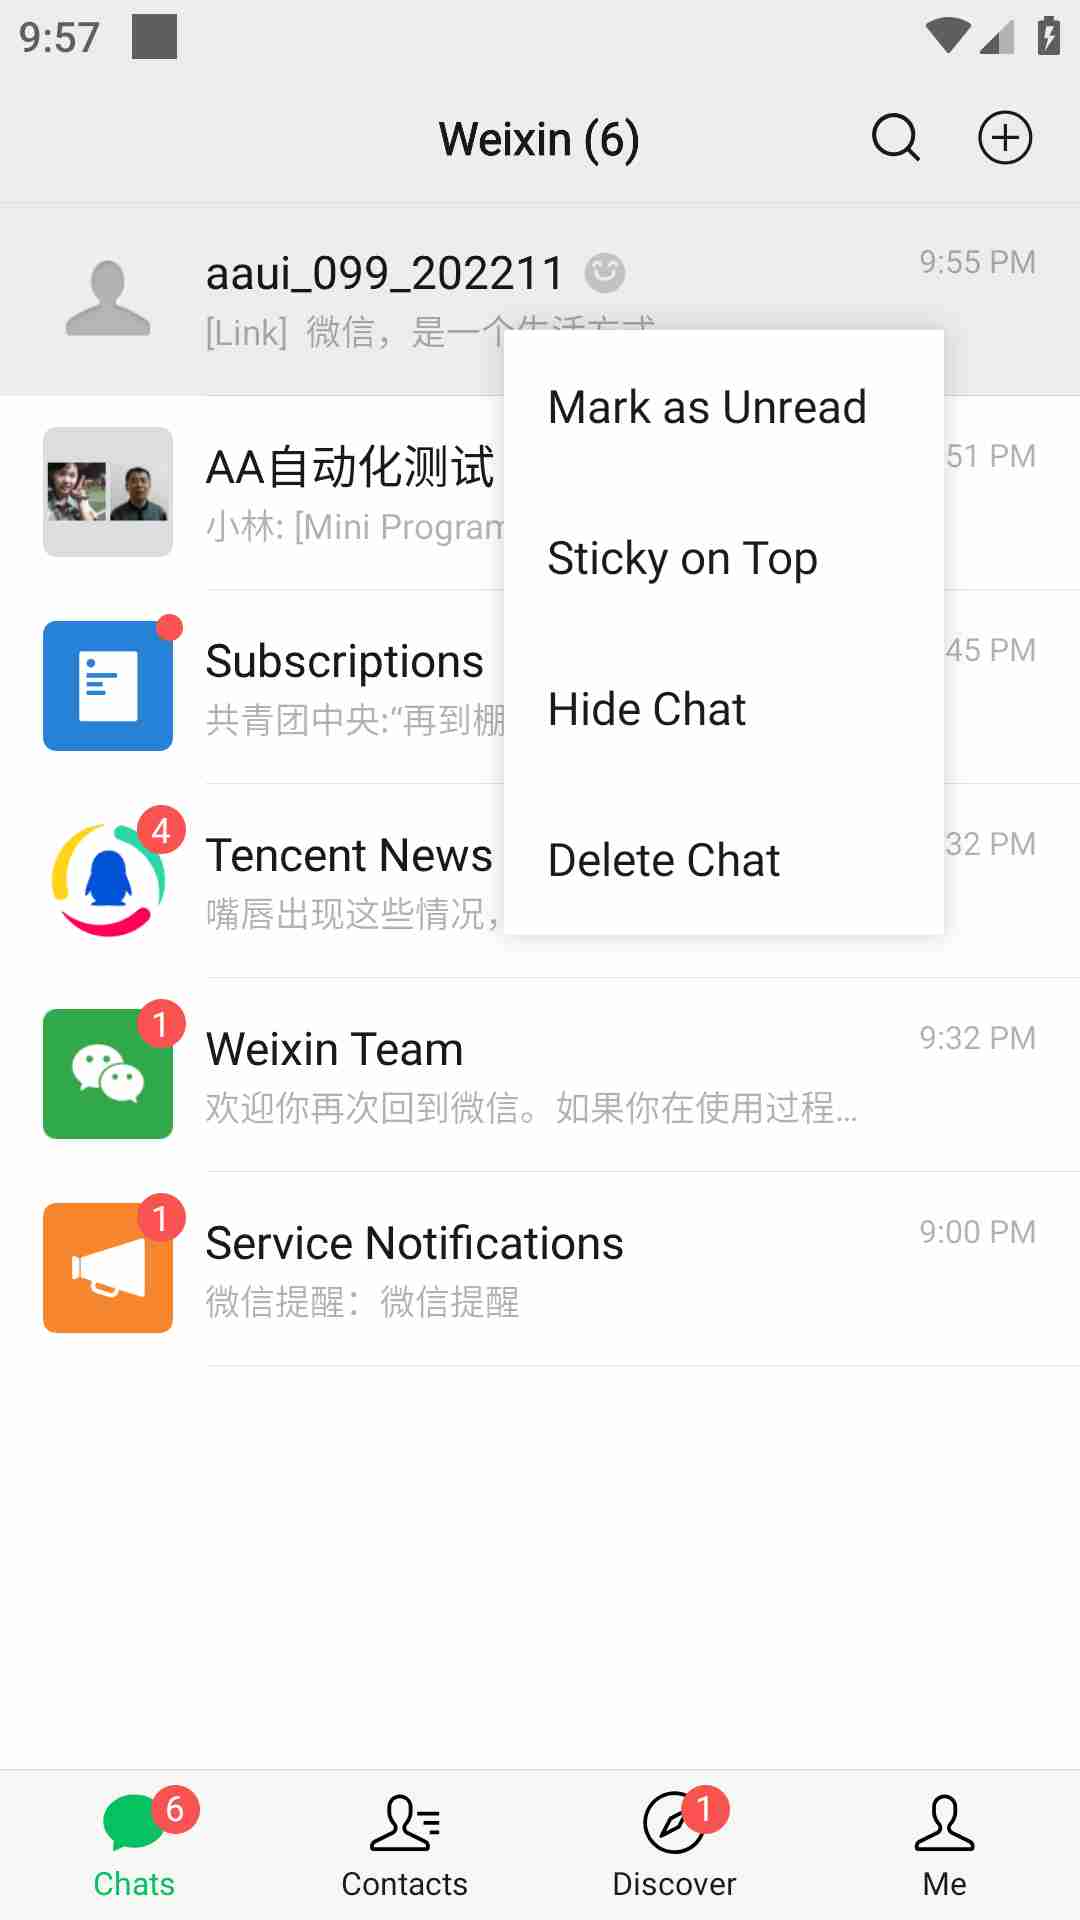 9:57
Weixin (6)
aaui_099_202211
9:55 PM
[Link] 微信，是一个生活方式
Mark as Unread
AA自动化测试
51 PM
小林: [Mini Program
Sticky on Top
Subscriptions
45 PM
共青团中央:“再到棚
Hide Chat
4
Tencent News
32 PM
嘴唇出现这些情况，
Delete Chat
1
Weixin Team
9:32 PM
欢迎你再次回到微信。如果你在使用过程...
1
Service Notifications
9:00 PM
微信提醒：微信提醒
6
1
Chats
Contacts
Discover
Me